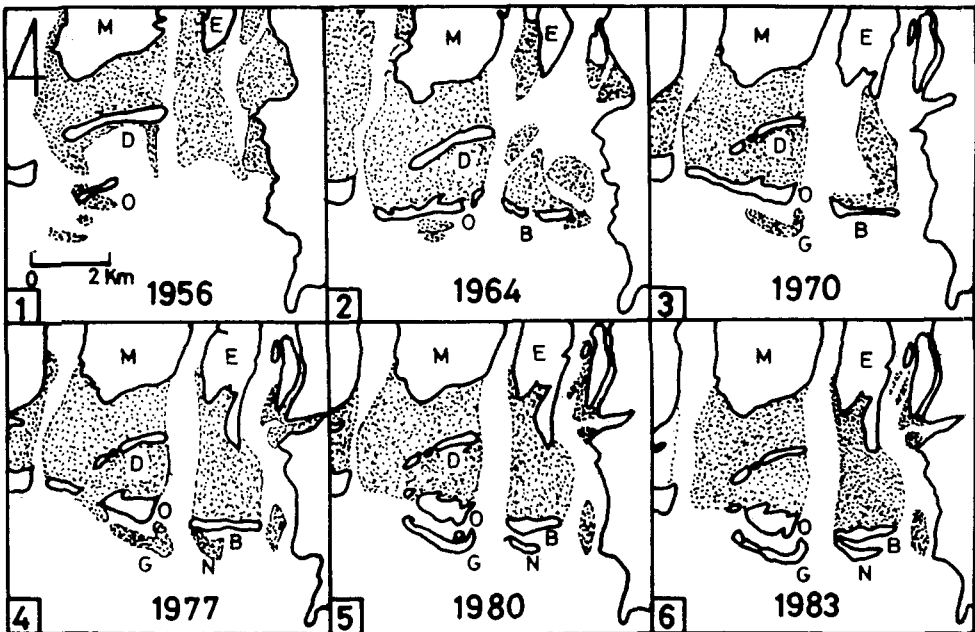 M E
D
O
0 2 Km
1 1956
M E
D
O B
2 1964
M E
D
O
G B
3 1970
M E
D
O
B
G N
4 1977
M E
D
O
B
G N
5 1980
M E
O
B
G N
6 1983